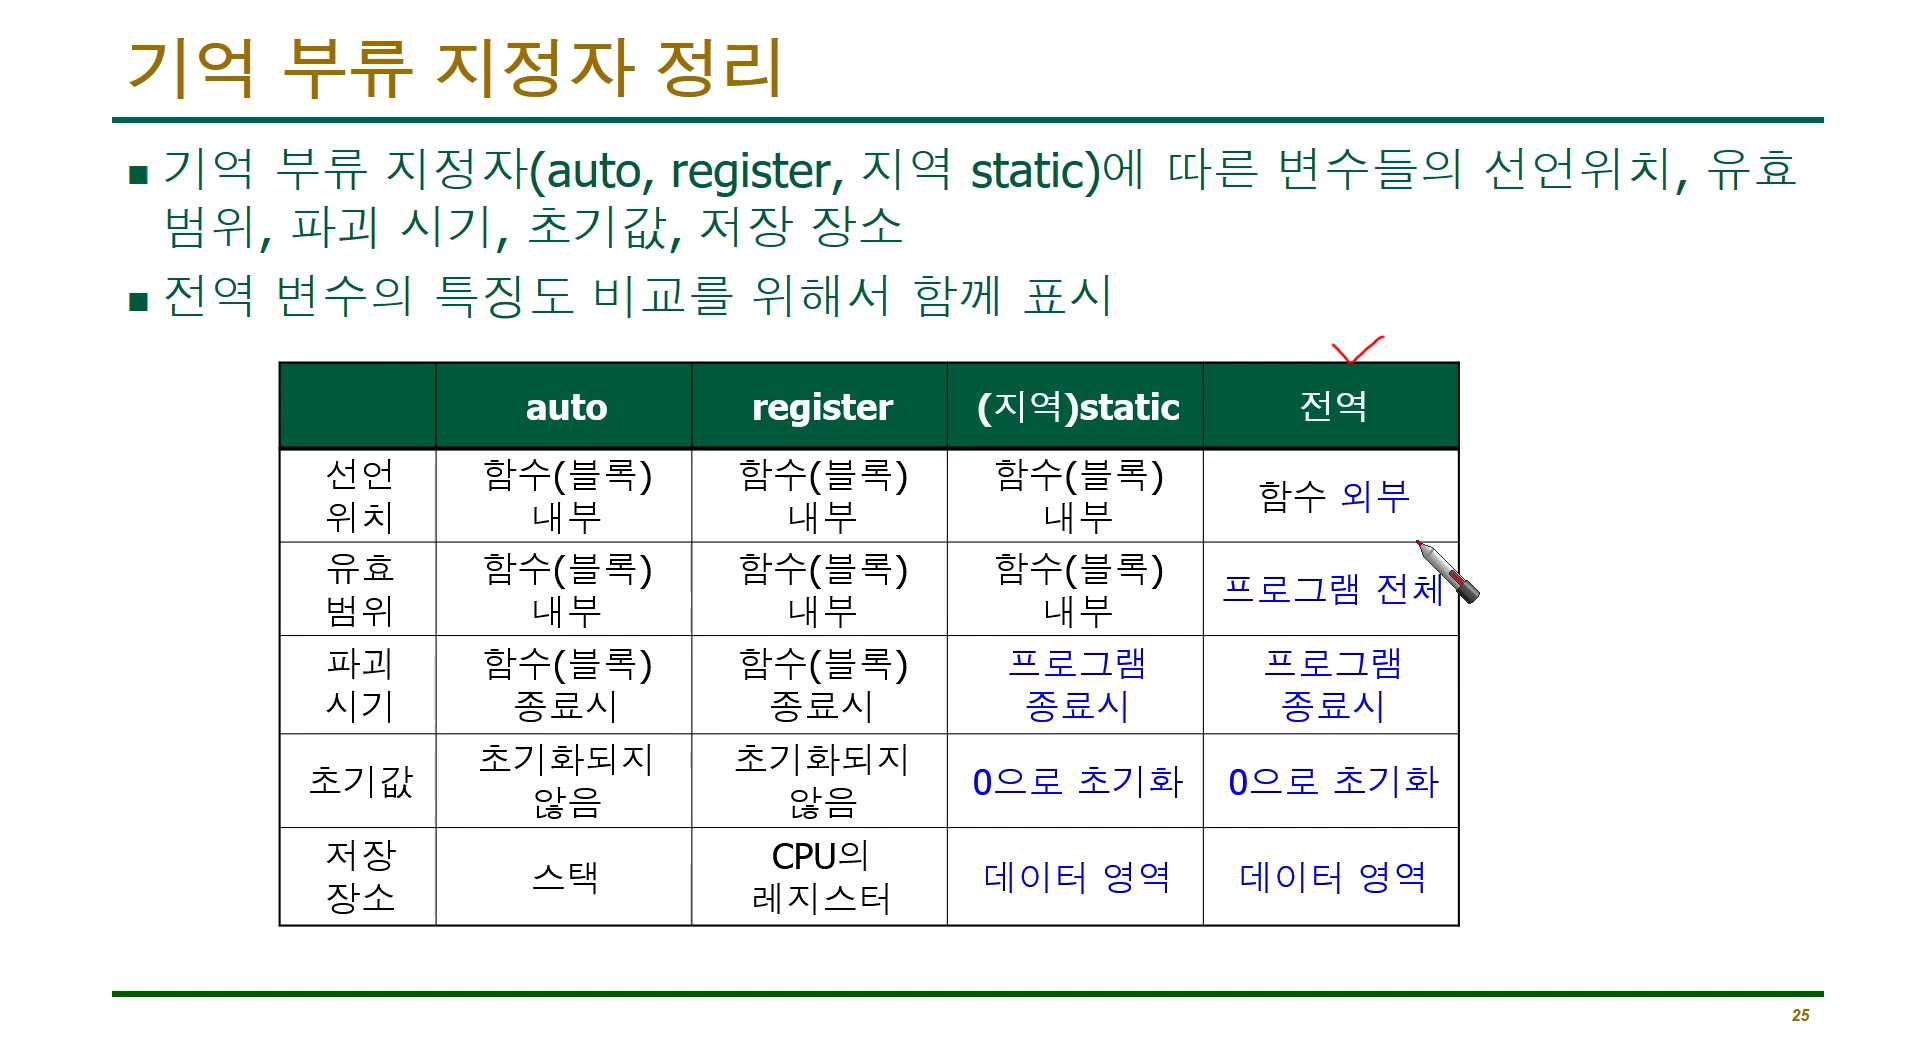 기억 부류 지정자 정리
■ 기억 부류 지정자(auto, register, 지역 static)에 따른 변수들의 선언위치, 유효
범위, 파괴 시기, 초기값, 저장 장소
■ 전역 변수의 특징도 비교를 위해서 함께 표시
auto register (지역)static 전역
선언 위치 함수(블록) 내부 함수(블록) 내부 함수(블록) 내부 함수 외부
유효 범위 함수(블록) 내부 함수(블록) 내부 함수(블록) 내부 프로그램 전체
파괴 시기 함수(블록) 종료시 함수(블록) 종료시 프로그램 종료시 프로그램 종료시
초기값 초기화되지 않음 초기화되지 않음 0으로 초기화 0으로 초기화
저장 장소 스택 CPU의 레지스터 데이터 영역 데이터 영역
25